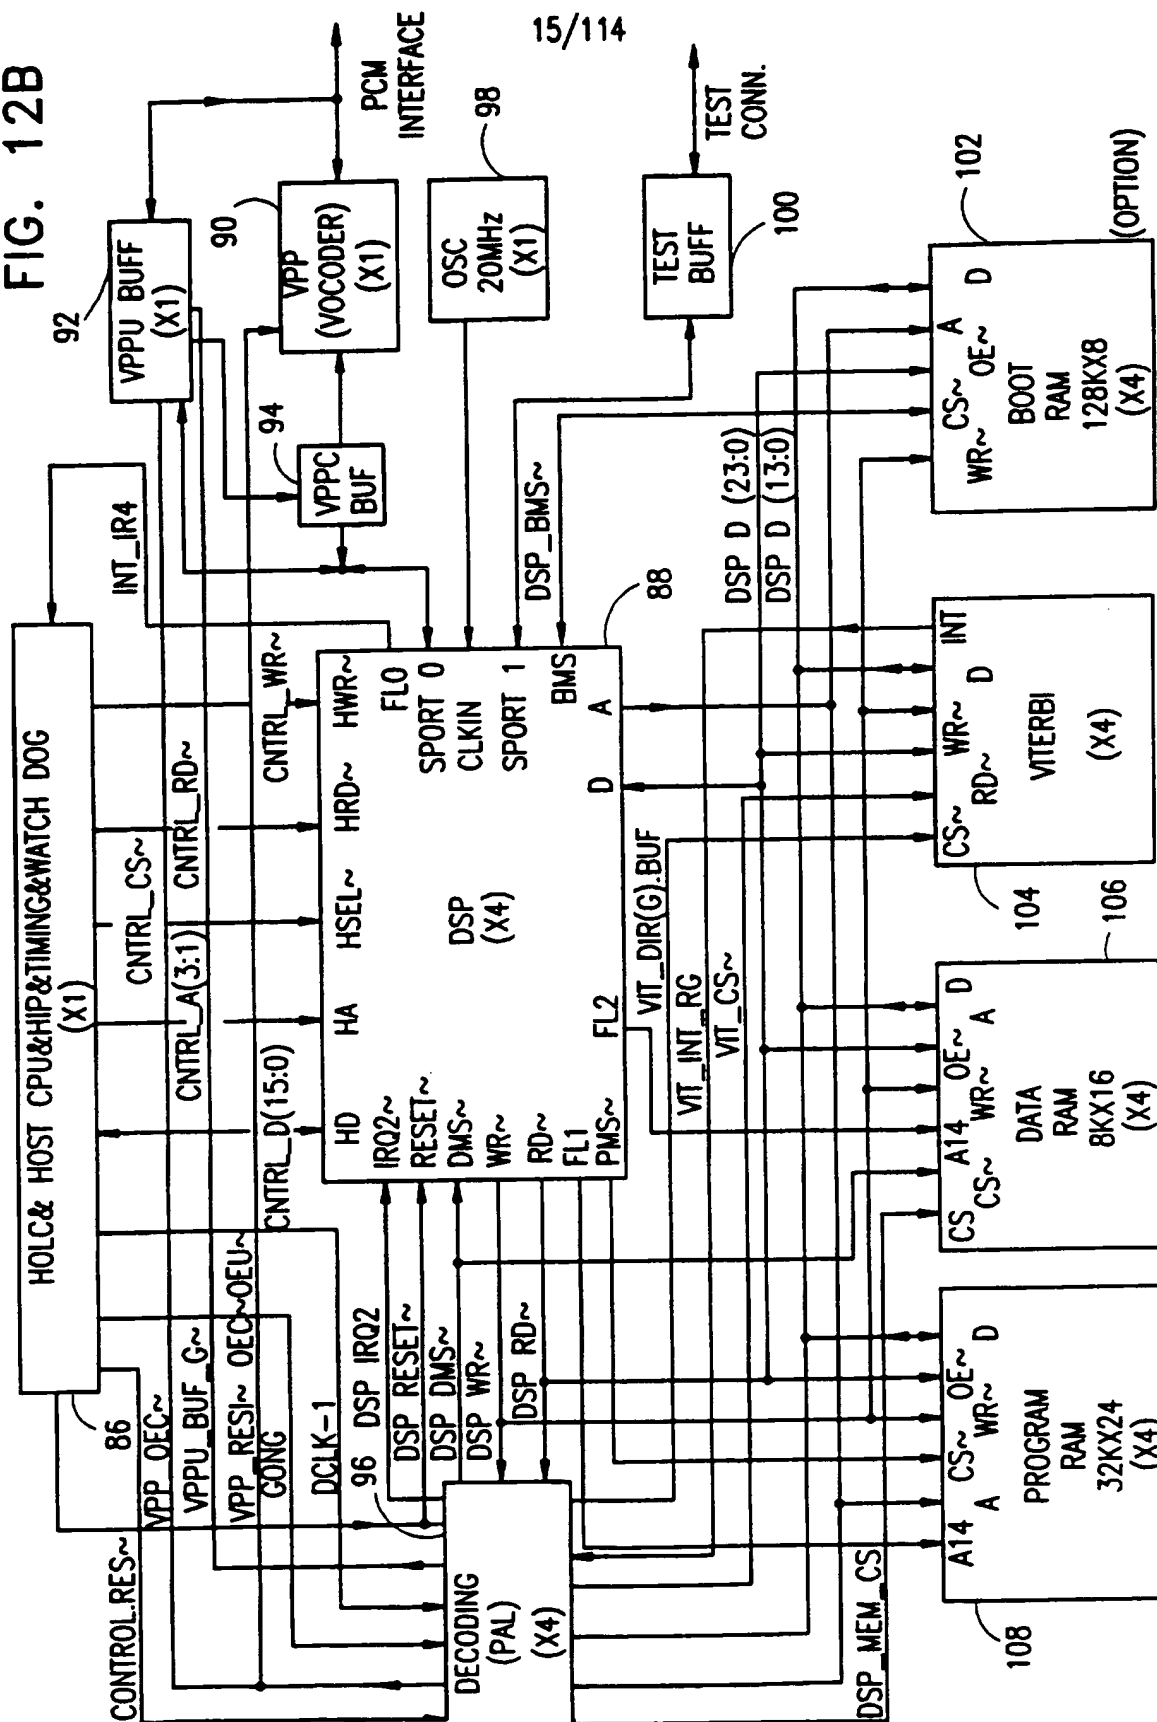 FIG. 12B
15/114
HOLC& HOST CPU&HIP&TIMING&WATCH DOG
(X1)
86
92
VPPU BUFF
(X1)
90
VPP
(VOCODER)
(X1)
PCM
INTERFACE
94
VPPC
BUF
98
OSC
20MHz
(X1)
TEST
BUFF
100
TEST
CONN.
INT_IR4
CNTRL_WR~
CNTRL_RD~
CNTRL_CS~
CNTRL_A(3:1)
CNTRL_D(15:0)
HD
HA
HSEL~
HRD~
HWR~
FL0
SPORT 0
CLKIN
SPORT 1
BMS
A
D
DSP
(X4)
88
IRQ2~
RESET~
DMS~
WR~
RD~
FL1
PMS~
FL2
DSP_BMS~
CONTROL.RES~
VPP_OEC~
VPPU_BUF_G~
VPP_RESI~ OEC~OEU~
GONG
DCLK-1
96
DSP IRQ2
DSP RESET~
DSP DMS~
DSP WR~
DSP RD~
DECODING
(PAL)
(X4)
VIT_DIR(G).BUF
VIT_INT_RG
VIT_CS~
DSP D (23:0)
DSP D (13:0)
DSP_MEM_CS
108
A14
A
CS~
WR~
OE~
D
PROGRAM
RAM
32KX24
(X4)
106
CS
CS~
A14
WR~
OE~
A
D
DATA
RAM
8KX16
(X4)
104
CS~
RD~
WR~
D
INT
VITERBI
(X4)
102
WR~
CS~
OE~
A
D
BOOT
RAM
128KX8
(X4)
(OPTION)